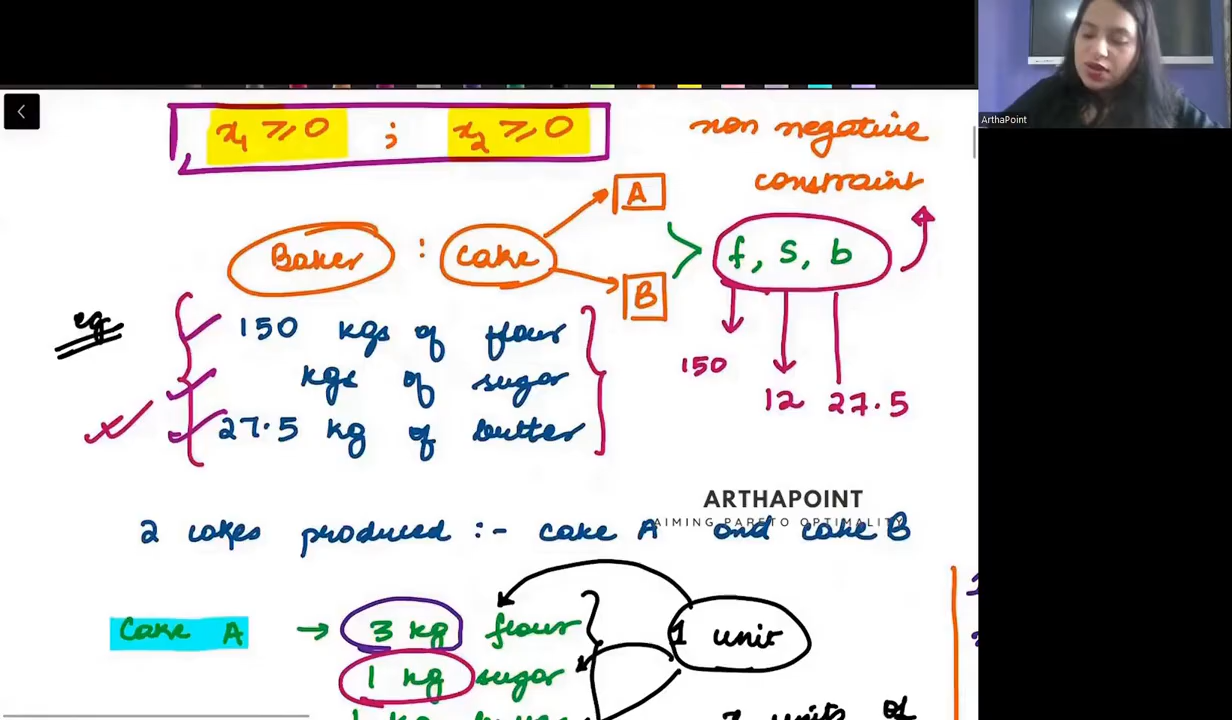 x₁ ≥ 0 ; x₂ ≥ 0
non negative
constraint
ArthaPoint
Baker : cake
A
B
f, s, b
eg
150 kgs of flour
kgs of sugar
27.5 kg of butter
150
12 27.5
ARTHAPOINT
AIMING PARETO OPTIMALITY
2 cakes produced :- cake A and cake B
Cake A → 3 kg flour
1 kg sugar
1 unit
units of